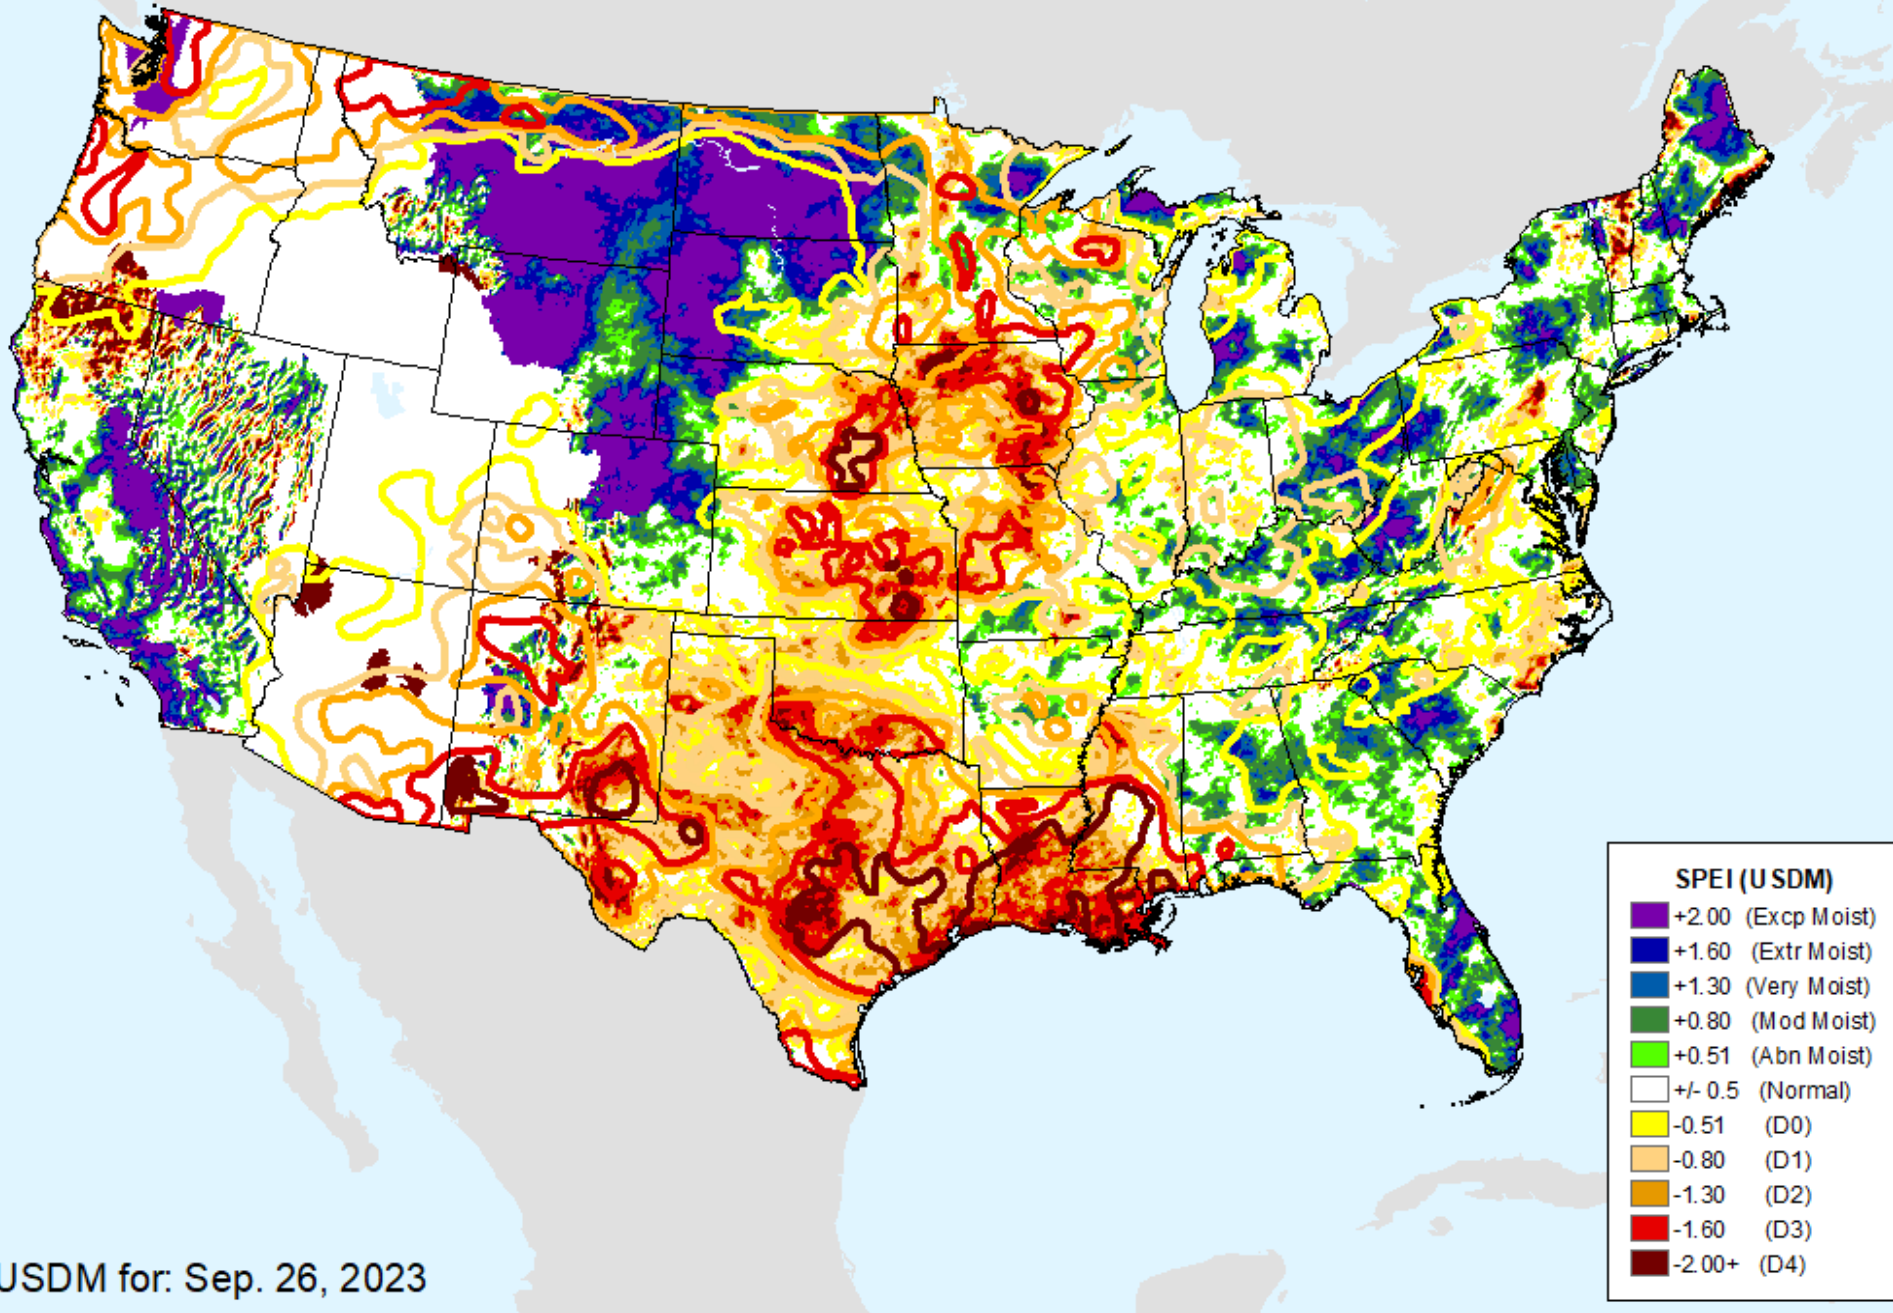 SPEI (USDM)
+2.00 (Excp Moist)
+1.60 (Extr Moist)
+1.30 (Very Moist)
+0.80 (Mod Moist)
+0.51 (Abn Moist)
+/- 0.5 (Normal)
-0.51 (D0)
-0.80 (D1)
-1.30 (D2)
-1.60 (D3)
-2.00+ (D4)
USDM for: Sep. 26, 2023